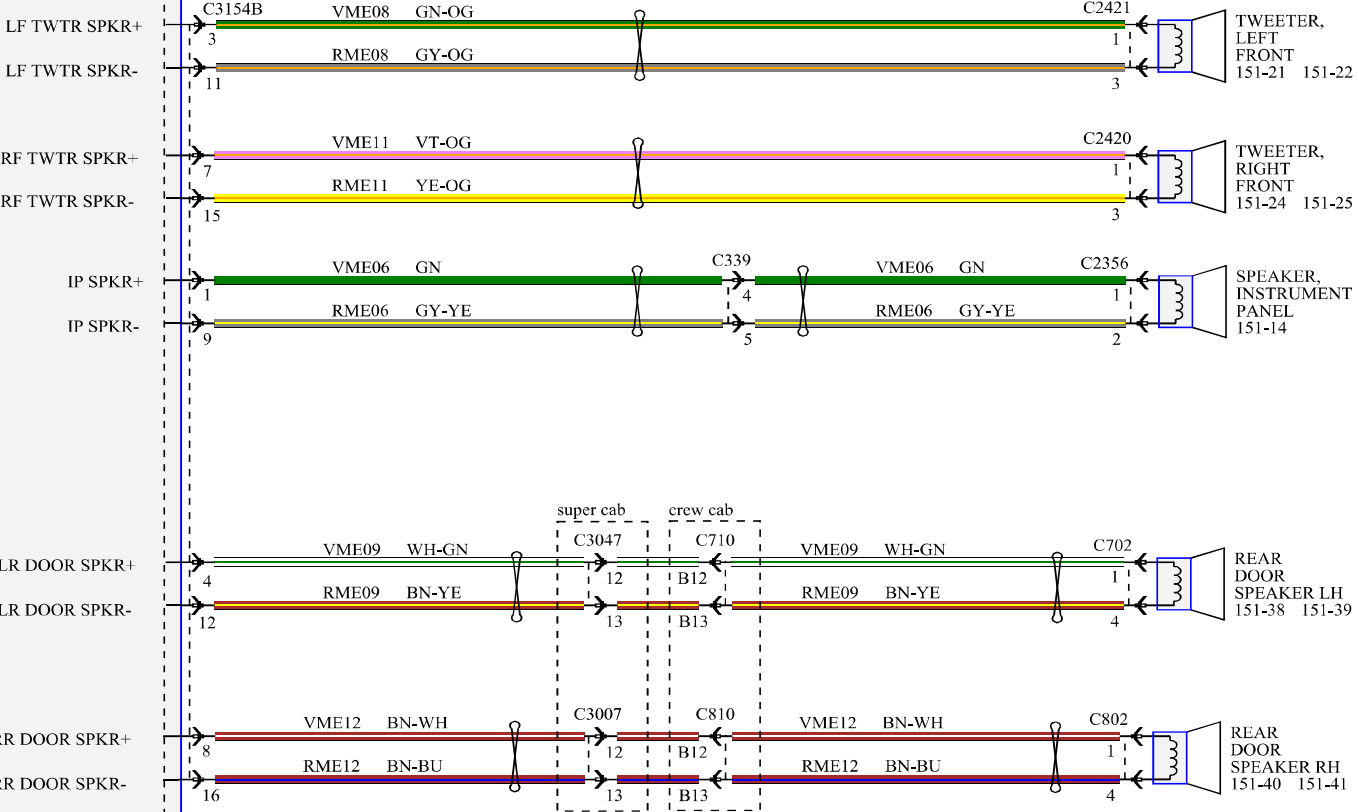 C3154B VME08 GN-OG C2421
LF TWTR SPKR+ 3 1 TWEETER,
LEFT
RME08 GY-OG FRONT
LF TWTR SPKR- 11 3 151-21 151-22
VME11 VT-OG C2420
RF TWTR SPKR+ 7 1 TWEETER,
RIGHT
RME11 YE-OG FRONT
RF TWTR SPKR- 15 3 151-24 151-25
VME06 GN C339 VME06 GN C2356
IP SPKR+ 1 4 1 SPEAKER,
INSTRUMENT
RME06 GY-YE RME06 GY-YE PANEL
IP SPKR- 9 5 2 151-14
super cab crew cab
VME09 WH-GN C3047 C710 VME09 WH-GN C702
LR DOOR SPKR+ 4 12 B12 1 REAR
DOOR
RME09 BN-YE RME09 BN-YE SPEAKER LH
LR DOOR SPKR- 12 13 B13 4 151-38 151-39
VME12 BN-WH C3007 C810 VME12 BN-WH C802
RR DOOR SPKR+ 8 12 B12 1 REAR
DOOR
RME12 BN-BU RME12 BN-BU SPEAKER RH
RR DOOR SPKR- 16 13 B13 4 151-40 151-41